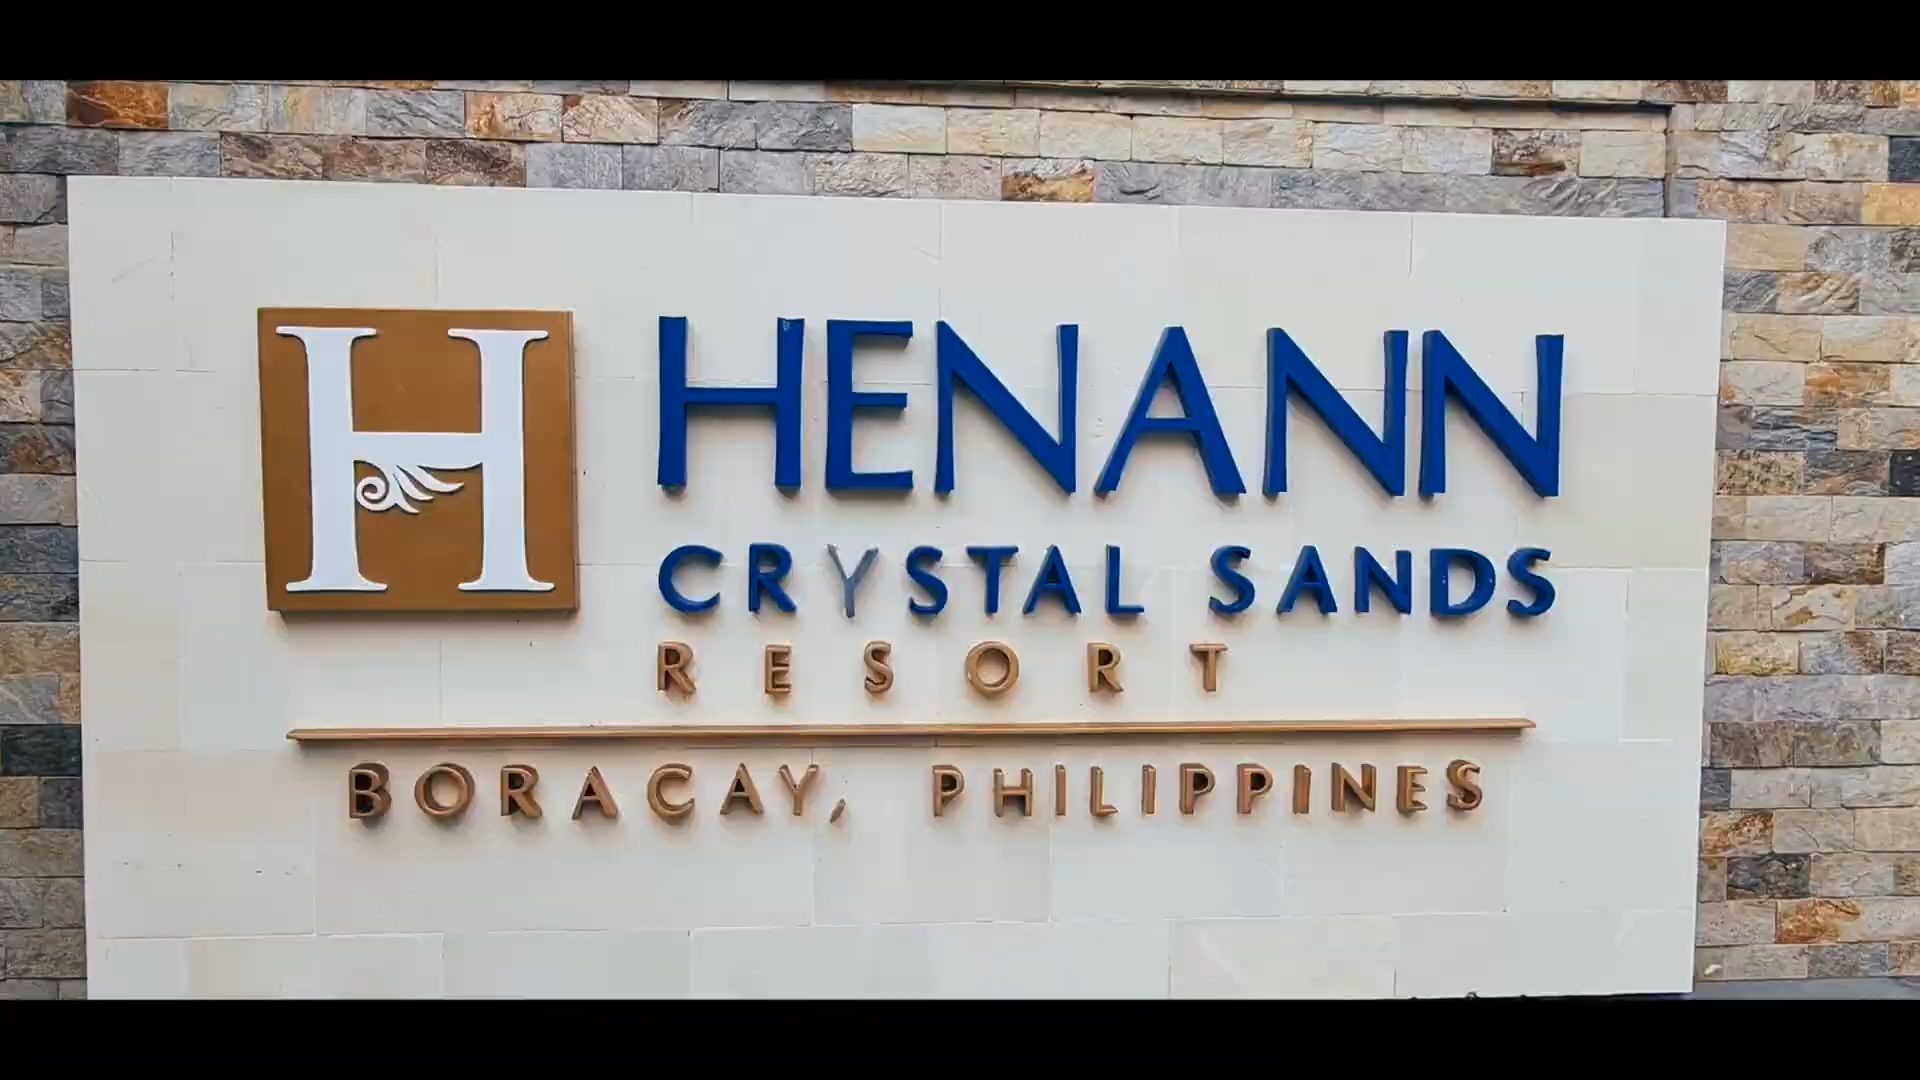 H
HENANN
CRYSTAL SANDS
RESORT
BORACAY, PHILIPPINES